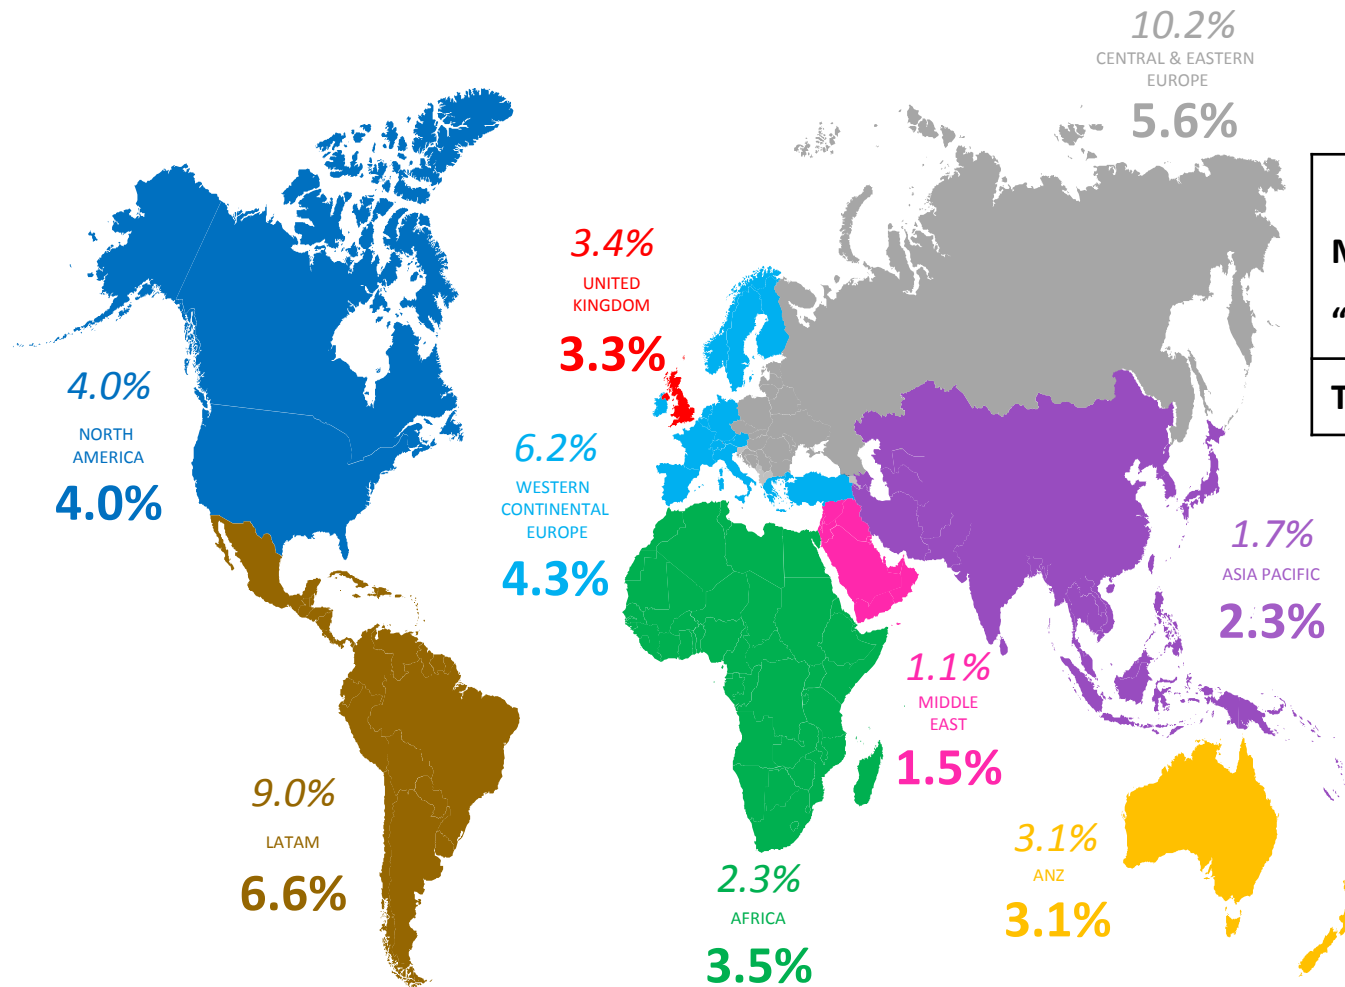 10.2%
CENTRAL & EASTERN
EUROPE
5.6%
3.4%
UNITED
KINGDOM
3.3%
4.0%
NORTH
AMERICA
4.0%
6.2%
WESTERN
CONTINENTAL
EUROPE
4.3%
1.7%
ASIA PACIFIC
2.3%
1.1%
MIDDLE
EAST
1.5%
9.0%
LATAM
6.6%
2.3%
AFRICA
3.5%
3.1%
ANZ
3.1%